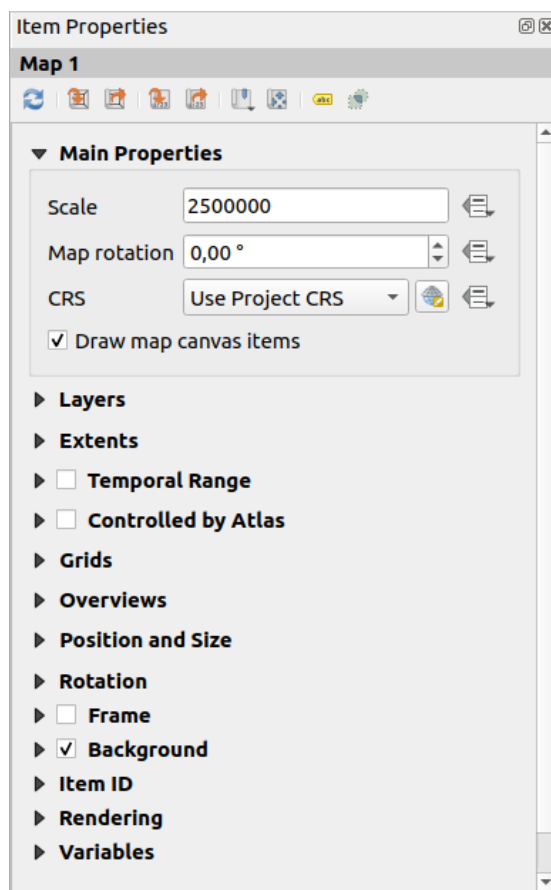 Item Properties
Map 1
Main Properties
Scale 2500000
Map rotation 0,00 °
CRS Use Project CRS
Draw map canvas items
Layers
Extents
Temporal Range
Controlled by Atlas
Grids
Overviews
Position and Size
Rotation
Frame
Background
Item ID
Rendering
Variables